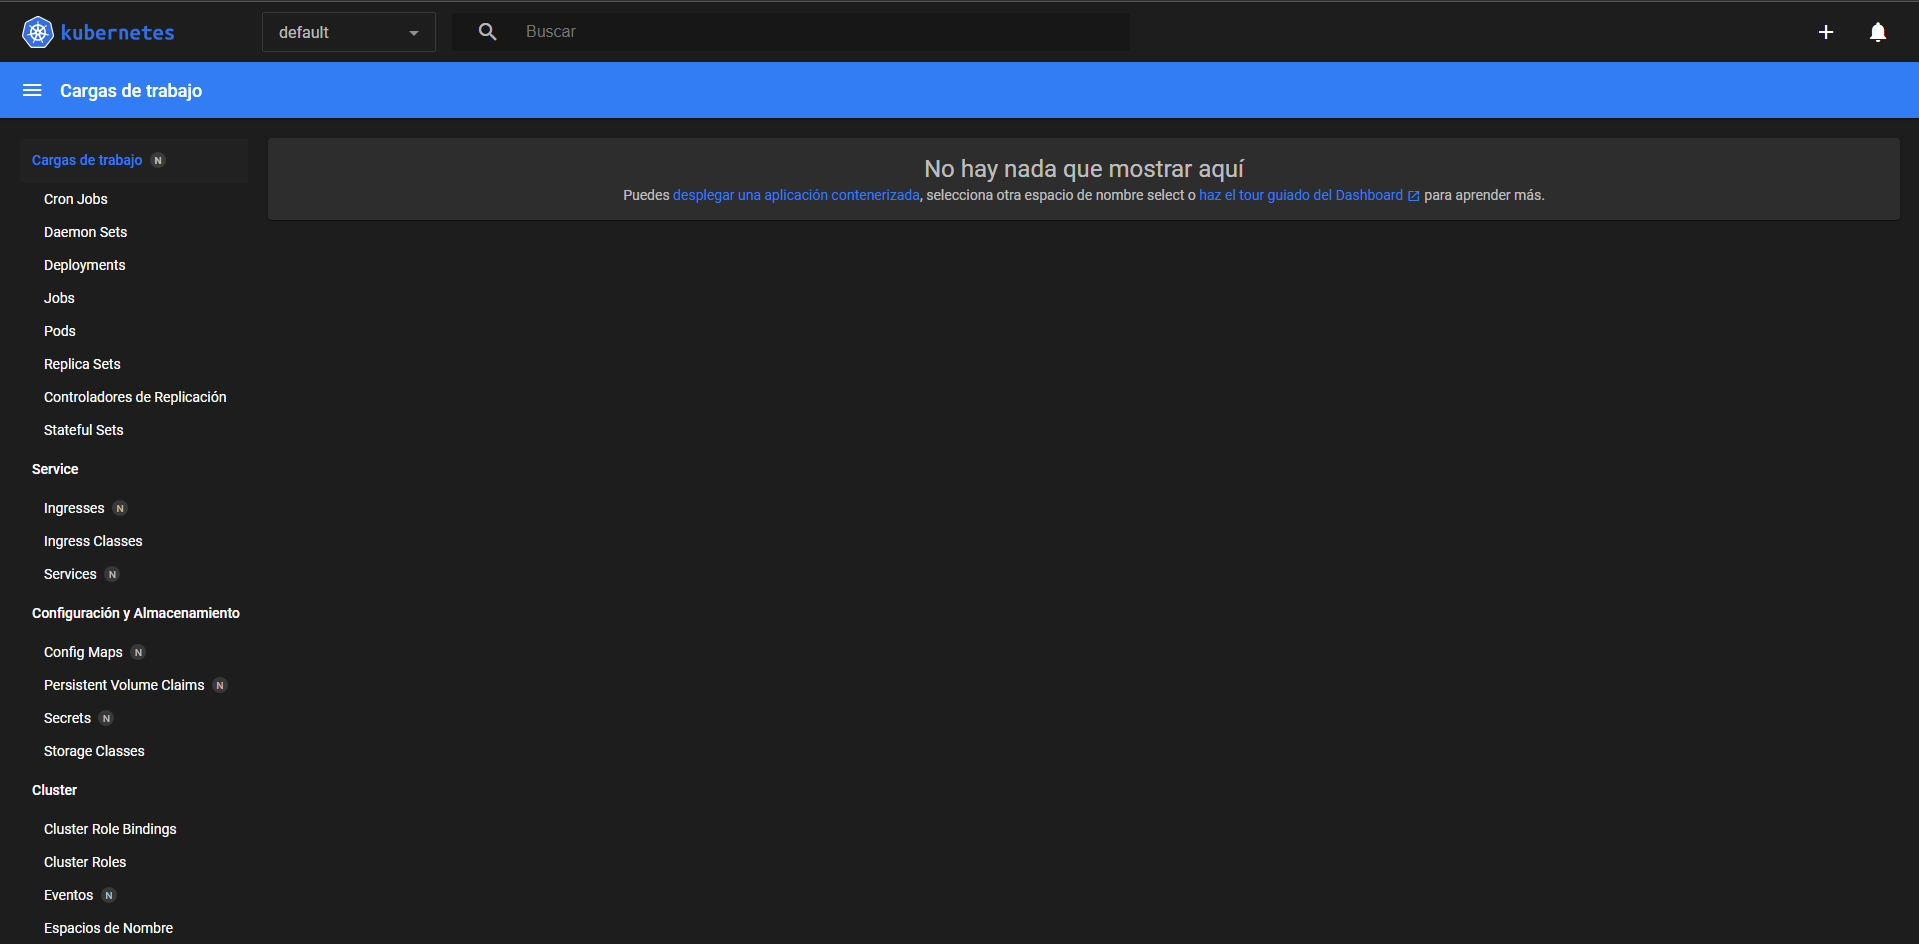 kubernetes
default
Buscar
Cargas de trabajo
Cargas de trabajo N
Cron Jobs
Daemon Sets
Deployments
Jobs
Pods
Replica Sets
Controladores de Replicación
Stateful Sets
Service
Ingresses N
Ingress Classes
Services N
Configuración y Almacenamiento
Config Maps N
Persistent Volume Claims N
Secrets N
Storage Classes
Cluster
Cluster Role Bindings
Cluster Roles
Eventos N
Espacios de Nombre
No hay nada que mostrar aquí
Puedes desplegar una aplicación contenerizada, selecciona otra espacio de nombre select o haz el tour guiado del Dashboard para aprender más.